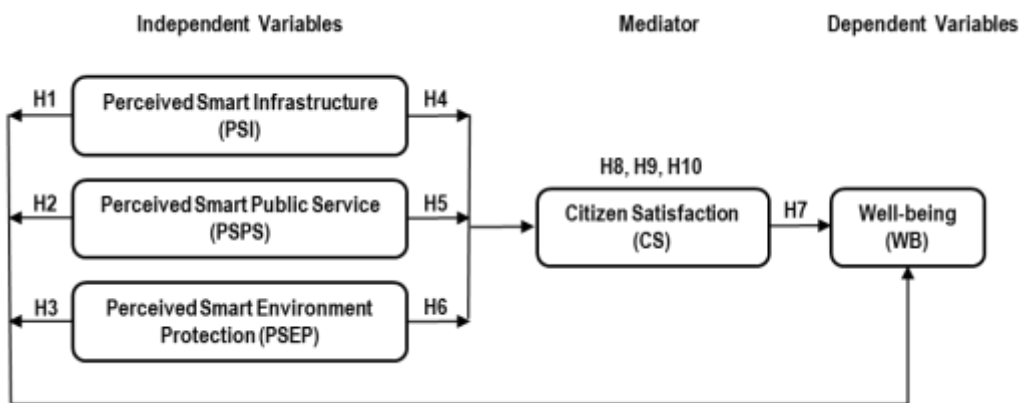 Independent Variables
Mediator
Dependent Variables
H1
Perceived Smart Infrastructure
(PSI)
H4
H2
Perceived Smart Public Service
(PSPS)
H5
H8, H9, H10
Citizen Satisfaction
(CS)
H7
Well-being
(WB)
H3
Perceived Smart Environment
Protection (PSEP)
H6